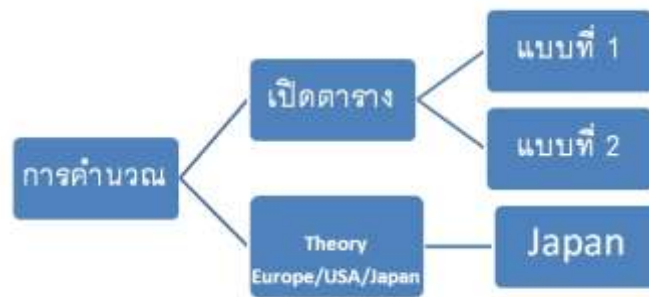 การคำนวณ
เปิดตาราง
แบบที่ 1
แบบที่ 2
Theory
Europe/USA/Japan
Japan